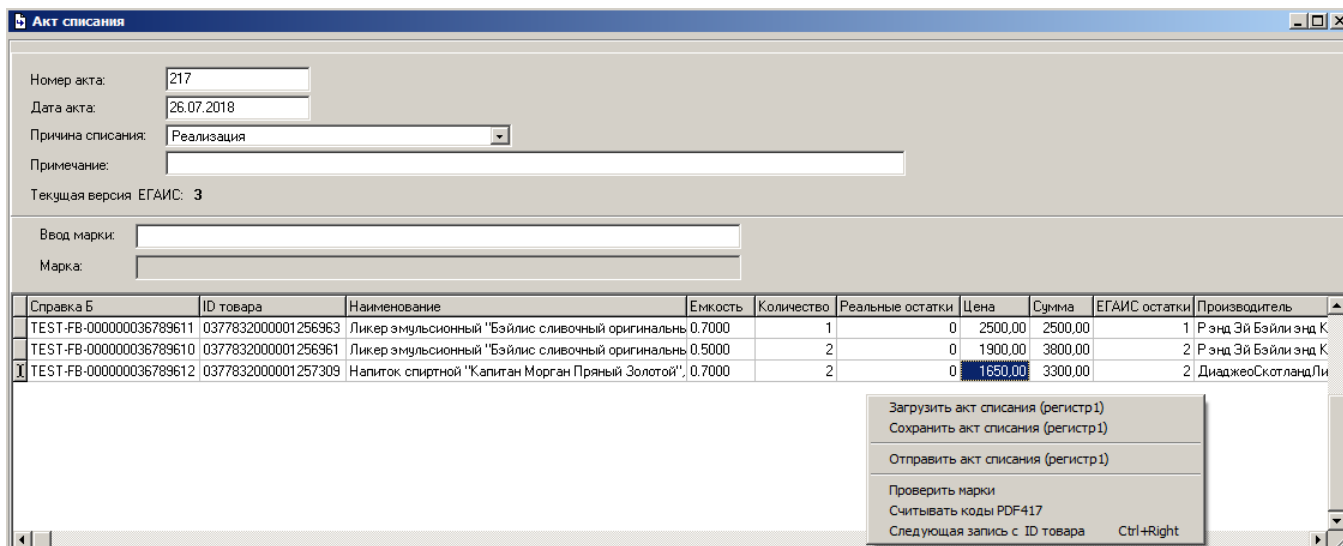 Акт списания
Номер акта: 217
Дата акта: 26.07.2018
Причина списания: Реализация
Примечание:
Текущая версия ЕГАИС: 3
Ввод марки:
Марка:
Справка Б ID товара Наименование Емкость Количество Реальные остатки Цена Сумма ЕГАИС остатки Производитель
TEST-FB-000000036789611 0377832000001256963 Ликер эмульсионный "Бэйлис сливочный оригинальн 0.7000 1 0 2500,00 2500,00 1 Р энд Эй Бэйли энд К
TEST-FB-000000036789610 0377832000001256961 Ликер эмульсионный "Бэйлис сливочный оригинальн 0.5000 2 0 1900,00 3800,00 2 Р энд Эй Бэйли энд К
TEST-FB-000000036789612 0377832000001257309 Напиток спиртной "Капитан Морган Пряный Золотой", 0.7000 2 0 1650,00 3300,00 2 ДиаджеоСкотландЛи
Загрузить акт списания (регистр1)
Сохранить акт списания (регистр1)
Отправить акт списания (регистр1)
Проверить марки
Считывать коды PDF417
Следующая запись с ID товара Ctrl+Right